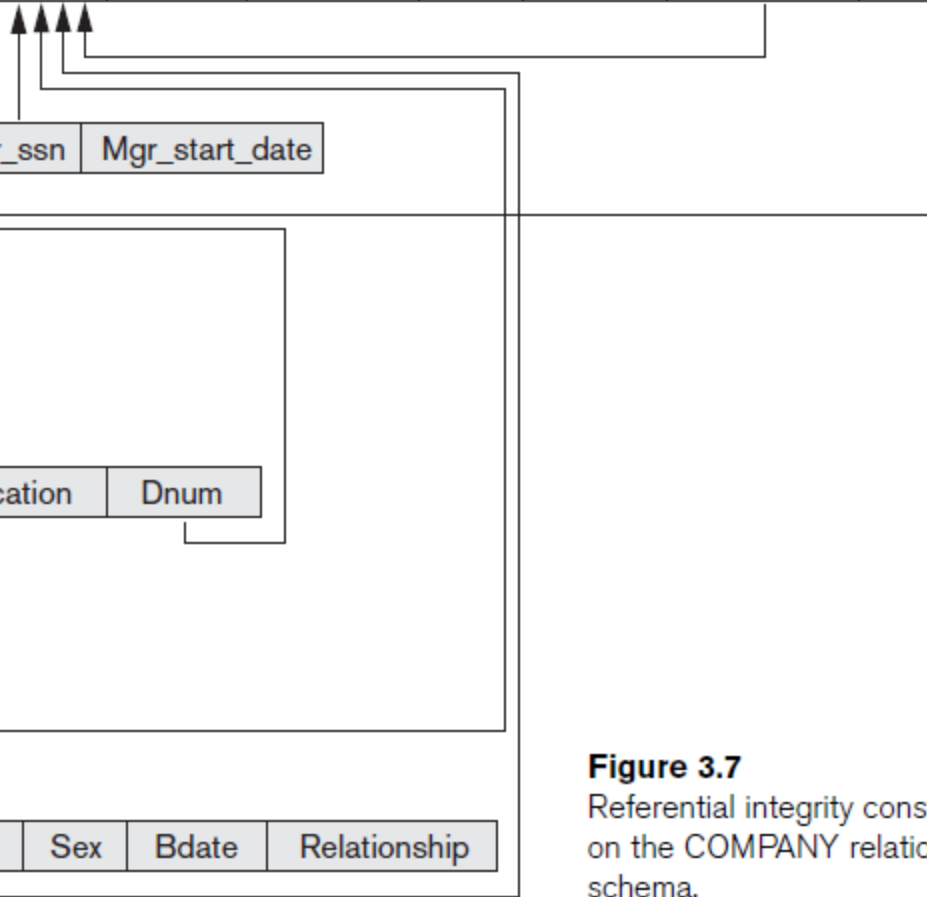 _ssn Mgr_start_date
cation Dnum
Figure 3.7
Referential integrity cons
on the COMPANY relatio
schema.
Sex Bdate Relationship